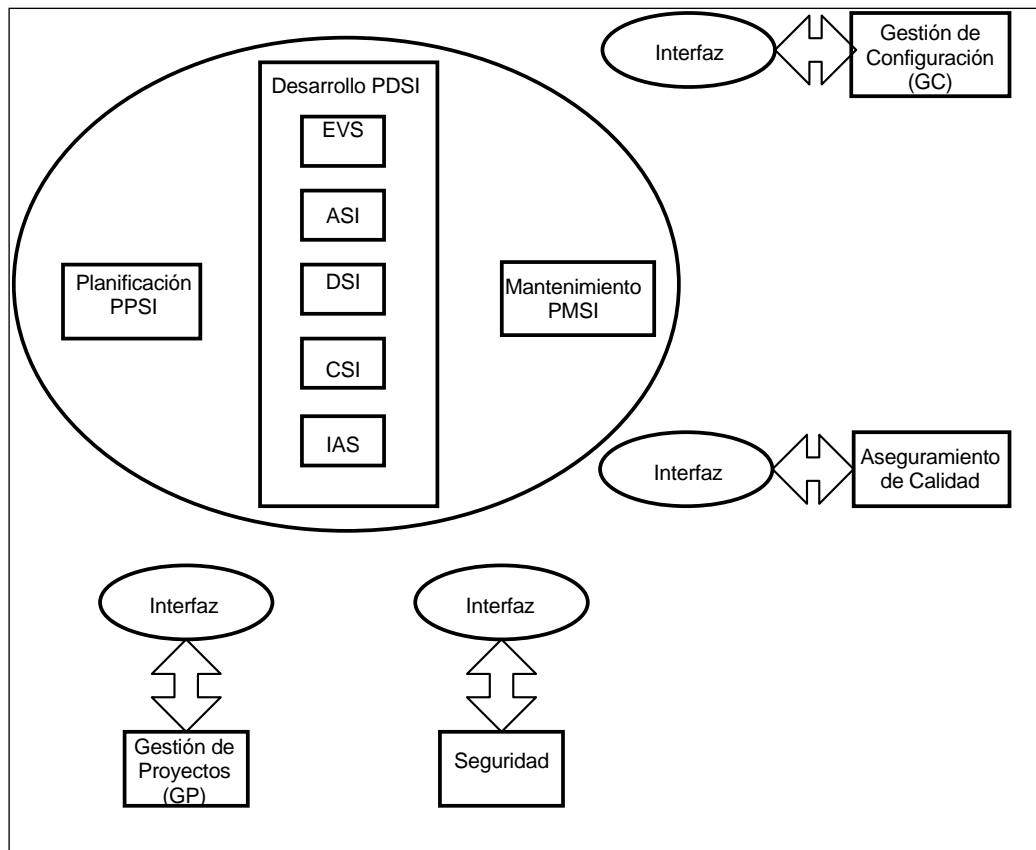 Interfaz
Gestión de
Configuración
(GC)
Desarrollo PDSI
EVS
ASI
DSI
CSI
IAS
Planificación
PPSI
Mantenimiento
PMSI
Interfaz
Aseguramiento
de Calidad
Interfaz
Interfaz
Gestión de
Proyectos
(GP)
Seguridad